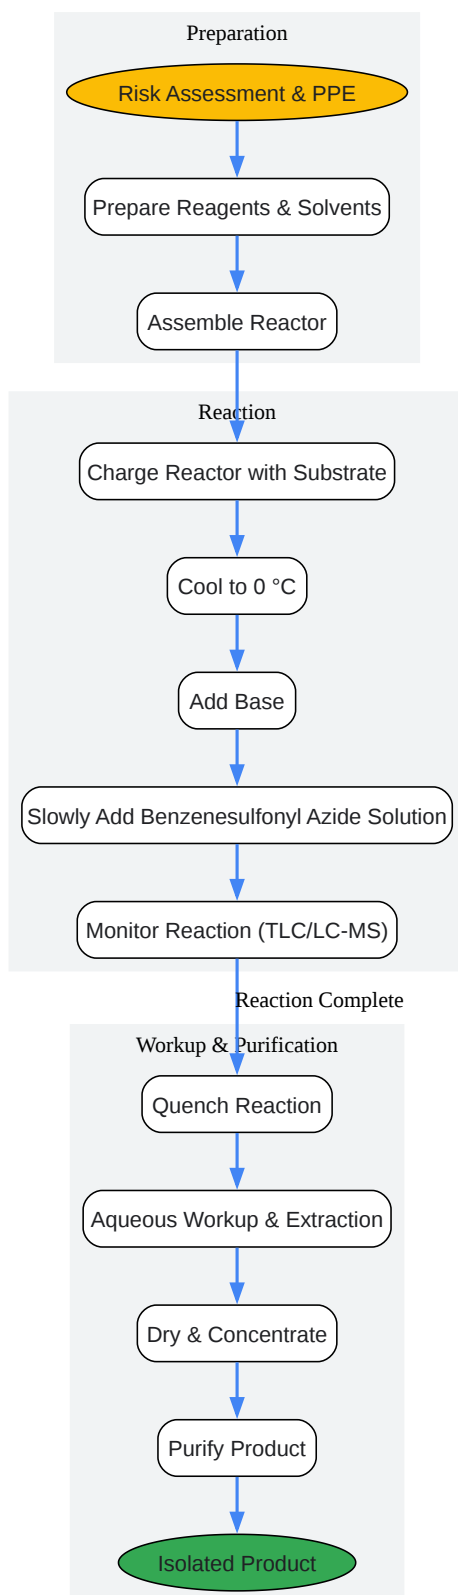 Preparation
Risk Assessment & PPE
Prepare Reagents & Solvents
Assemble Reactor
Reaction
Charge Reactor with Substrate
Cool to 0 °C
Add Base
Slowly Add Benzenesulfonyl Azide Solution
Monitor Reaction (TLC/LC-MS)
Reaction Complete
Workup & Purification
Quench Reaction
Aqueous Workup & Extraction
Dry & Concentrate
Purify Product
Isolated Product